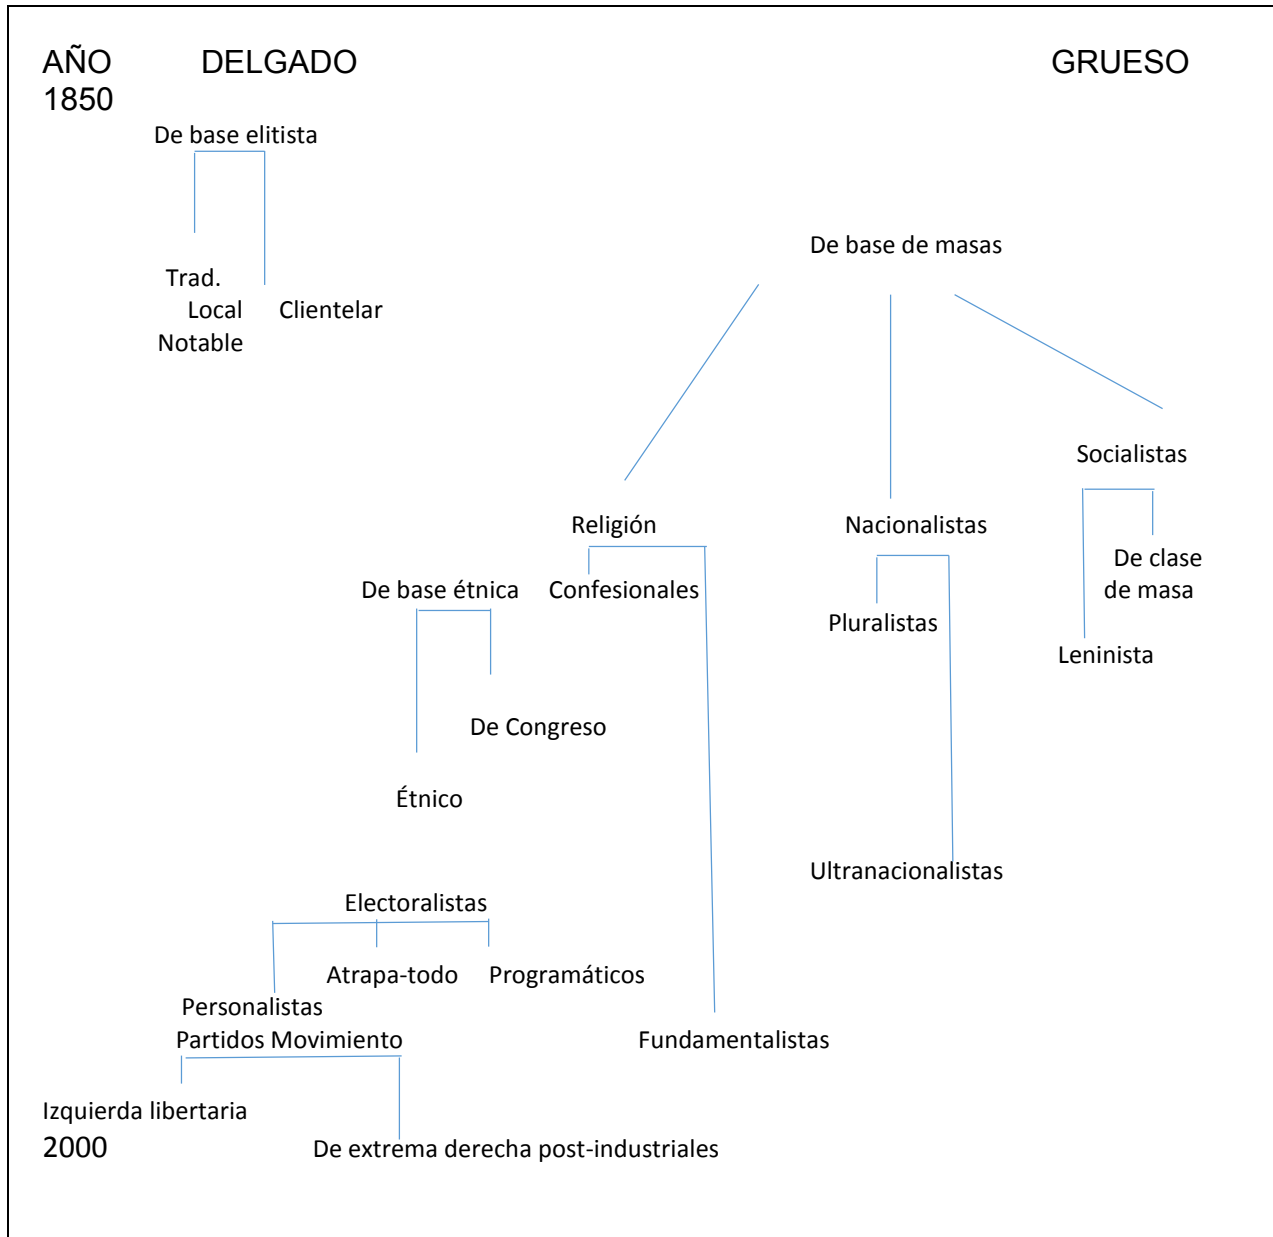 AÑO DELGADO GRUESO
1850
De base elitista
De base de masas
Trad.
Local Clientelar
Notable
Socialistas
Religión Nacionalistas
De clase
De base étnica Confesionales de masa
Pluralistas
Leninista
De Congreso
Étnico
Ultranacionalistas
Electoralistas
Atrapa-todo Programáticos
Personalistas
Partidos Movimiento Fundamentalistas
Izquierda libertaria
2000 De extrema derecha post-industriales